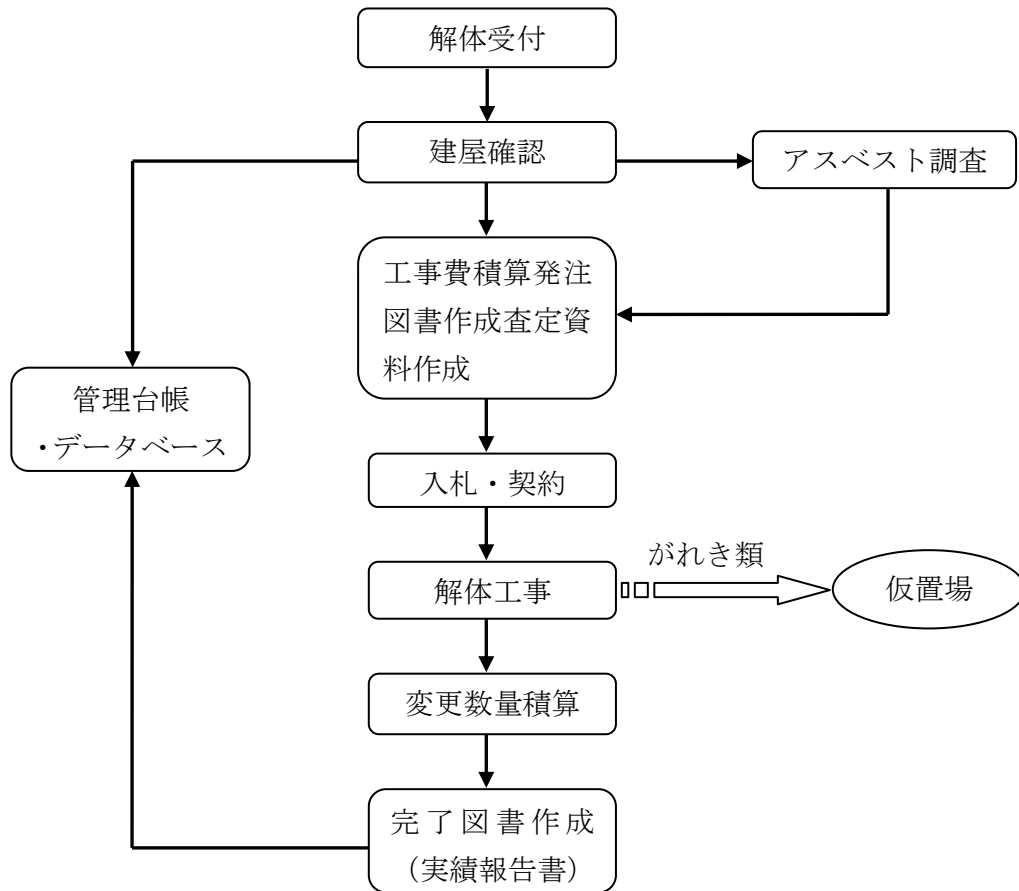 解体受付
建屋確認
アスベスト調査
工事費積算発注
図書作成査定資
料作成
管理台帳
・データベース
入札・契約
がれき類
解体工事
仮置場
変更数量積算
完了図書作成
（実績報告書）